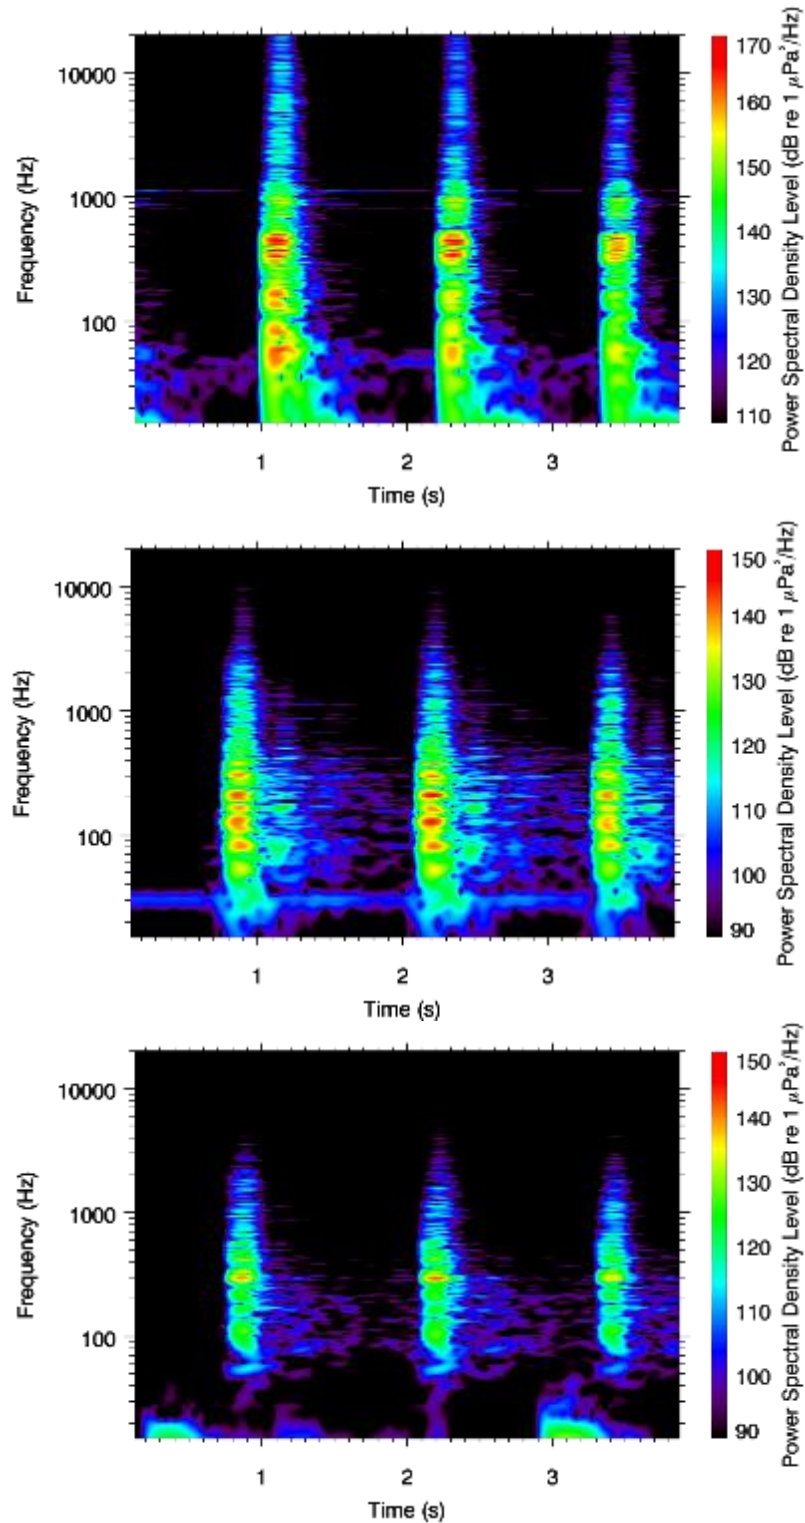 10000
1000
100
Frequency (Hz)
1 2 3
Time (s)
170
160
150
140
130
120
110
Power Spectral Density Level (dB re 1 μPa²/Hz)
10000
1000
100
Frequency (Hz)
1 2 3
Time (s)
150
140
130
120
110
100
90
Power Spectral Density Level (dB re 1 μPa²/Hz)
10000
1000
100
Frequency (Hz)
1 2 3
Time (s)
150
140
130
120
110
100
90
Power Spectral Density Level (dB re 1 μPa²/Hz)